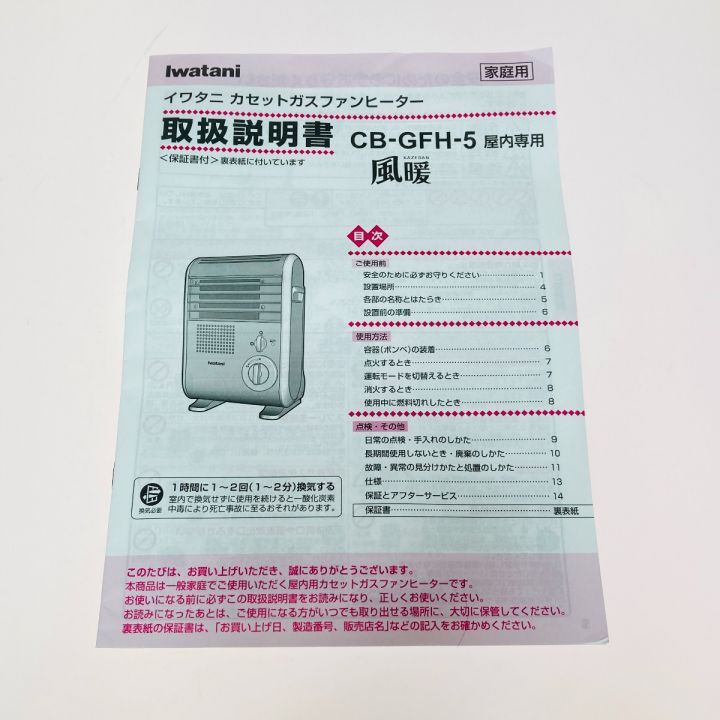 Iwatani
家庭用
イワタニ カセットガスファンヒーター
取扱説明書 CB-GFH-5 屋内専用
<保証書付>裏表紙に付いています
KAZEDAN
風暖
目次
ご使用前
安全のために必ずお守りください 1
設置場所 4
各部の名称とはたらき 5
設置前の準備 6
使用方法
容器(ボンベ)の装着 6
点火するとき 7
運転モードを切替えるとき 7
消火するとき 8
使用中に燃料切れしたとき 8
点検・その他
日常の点検・手入れのしかた 9
長期間使用しないとき・廃棄のしかた 10
故障・異常の見分けかたと処置のしかた 11
仕様 13
保証とアフターサービス 14
保証書 裏表紙
Iwatani
換気必要
1時間に1〜2回(1〜2分)換気する
室内で換気せずに使用を続けると一酸化炭素
中毒により死亡事故に至るおそれがあります。
このたびは、お買い上げいただき、誠にありがとうございます。
本商品は一般家庭でご使用いただく屋内用カセットガスファンヒーターです。
お使いになる前に必ずこの取扱説明書をお読みになり、正しくお使いください。
お読みになったあとは、ご使用になる方がいつでも取り出せる場所に、大切に保管してください。
裏表紙の保証書は、「お買い上げ日、製造番号、販売店名」などの記入をお確かめください。